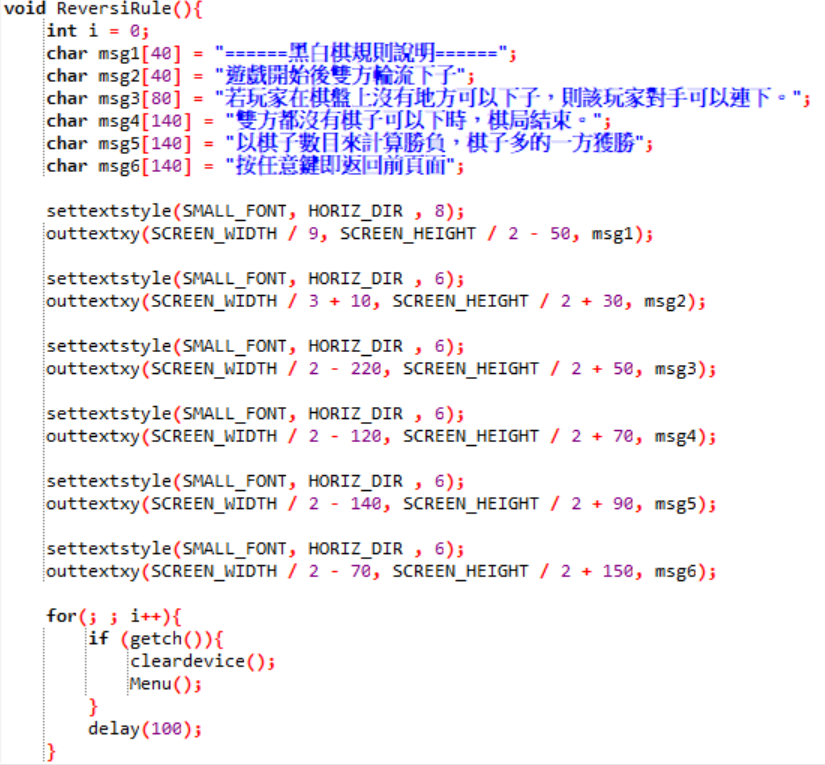 void ReversiRule(){
int i = 0;
char msg1[40] = "======黑白棋規則說明======";
char msg2[40] = "遊戲開始後雙方輪流下子";
char msg3[80] = "若玩家在棋盤上沒有地方可以下子，則該玩家對手可以連下。";
char msg4[140] = "雙方都沒有棋子可以下時，棋局結束。";
char msg5[140] = "以棋子數目來計算勝負，棋子多的一方獲勝";
char msg6[140] = "按任意鍵即返回前頁面";
settextstyle(SMALL_FONT, HORIZ_DIR , 8);
outtextxy(SCREEN_WIDTH / 9, SCREEN_HEIGHT / 2 - 50, msg1);
settextstyle(SMALL_FONT, HORIZ_DIR , 6);
outtextxy(SCREEN_WIDTH / 3 + 10, SCREEN_HEIGHT / 2 + 30, msg2);
settextstyle(SMALL_FONT, HORIZ_DIR , 6);
outtextxy(SCREEN_WIDTH / 2 - 220, SCREEN_HEIGHT / 2 + 50, msg3);
settextstyle(SMALL_FONT, HORIZ_DIR , 6);
outtextxy(SCREEN_WIDTH / 2 - 120, SCREEN_HEIGHT / 2 + 70, msg4);
settextstyle(SMALL_FONT, HORIZ_DIR , 6);
outtextxy(SCREEN_WIDTH / 2 - 140, SCREEN_HEIGHT / 2 + 90, msg5);
settextstyle(SMALL_FONT, HORIZ_DIR , 6);
outtextxy(SCREEN_WIDTH / 2 - 70, SCREEN_HEIGHT / 2 + 150, msg6);
for(; ; i++){
if (getch()){
cleardevice();
Menu();
}
delay(100);
}